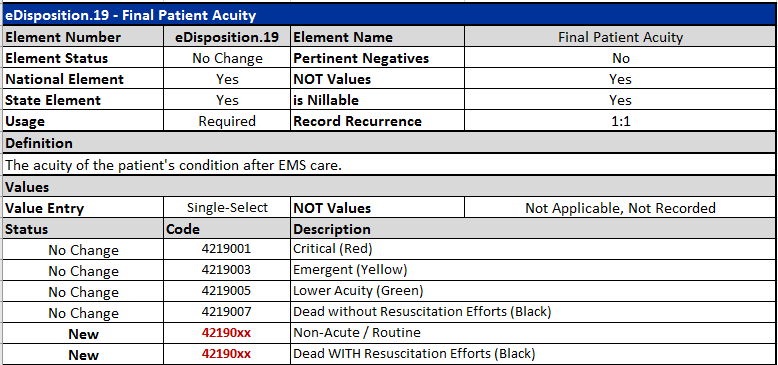 eDisposition.19 - Final Patient Acuity
Element Number eDisposition.19 Element Name Final Patient Acuity
Element Status No Change Pertinent Negatives No
National Element Yes NOT Values Yes
State Element Yes is Nillable Yes
Usage Required Record Recurrence 1:1
Definition
The acuity of the patient's condition after EMS care.
Values
Value Entry Single-Select NOT Values Not Applicable, Not Recorded
Status Code Description
No Change 4219001 Critical (Red)
No Change 4219003 Emergent (Yellow)
No Change 4219005 Lower Acuity (Green)
No Change 4219007 Dead without Resuscitation Efforts (Black)
New 42190xx Non-Acute / Routine
New 42190xx Dead WITH Resuscitation Efforts (Black)